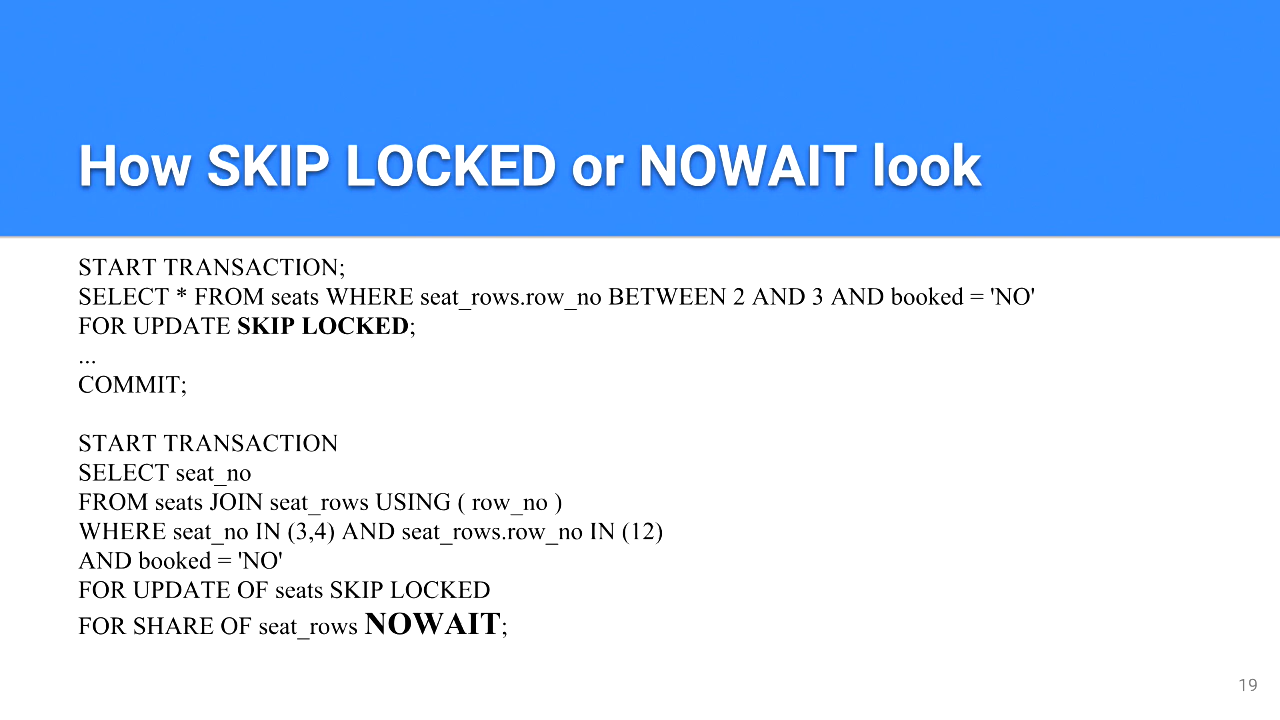 How SKIP LOCKED or NOWAIT look
START TRANSACTION;
SELECT * FROM seats WHERE seat_rows.row_no BETWEEN 2 AND 3 AND booked = 'NO'
FOR UPDATE SKIP LOCKED;
...
COMMIT;
START TRANSACTION
SELECT seat_no
FROM seats JOIN seat_rows USING ( row_no )
WHERE seat_no IN (3,4) AND seat_rows.row_no IN (12)
AND booked = 'NO'
FOR UPDATE OF seats SKIP LOCKED
FOR SHARE OF seat_rows NOWAIT;
19